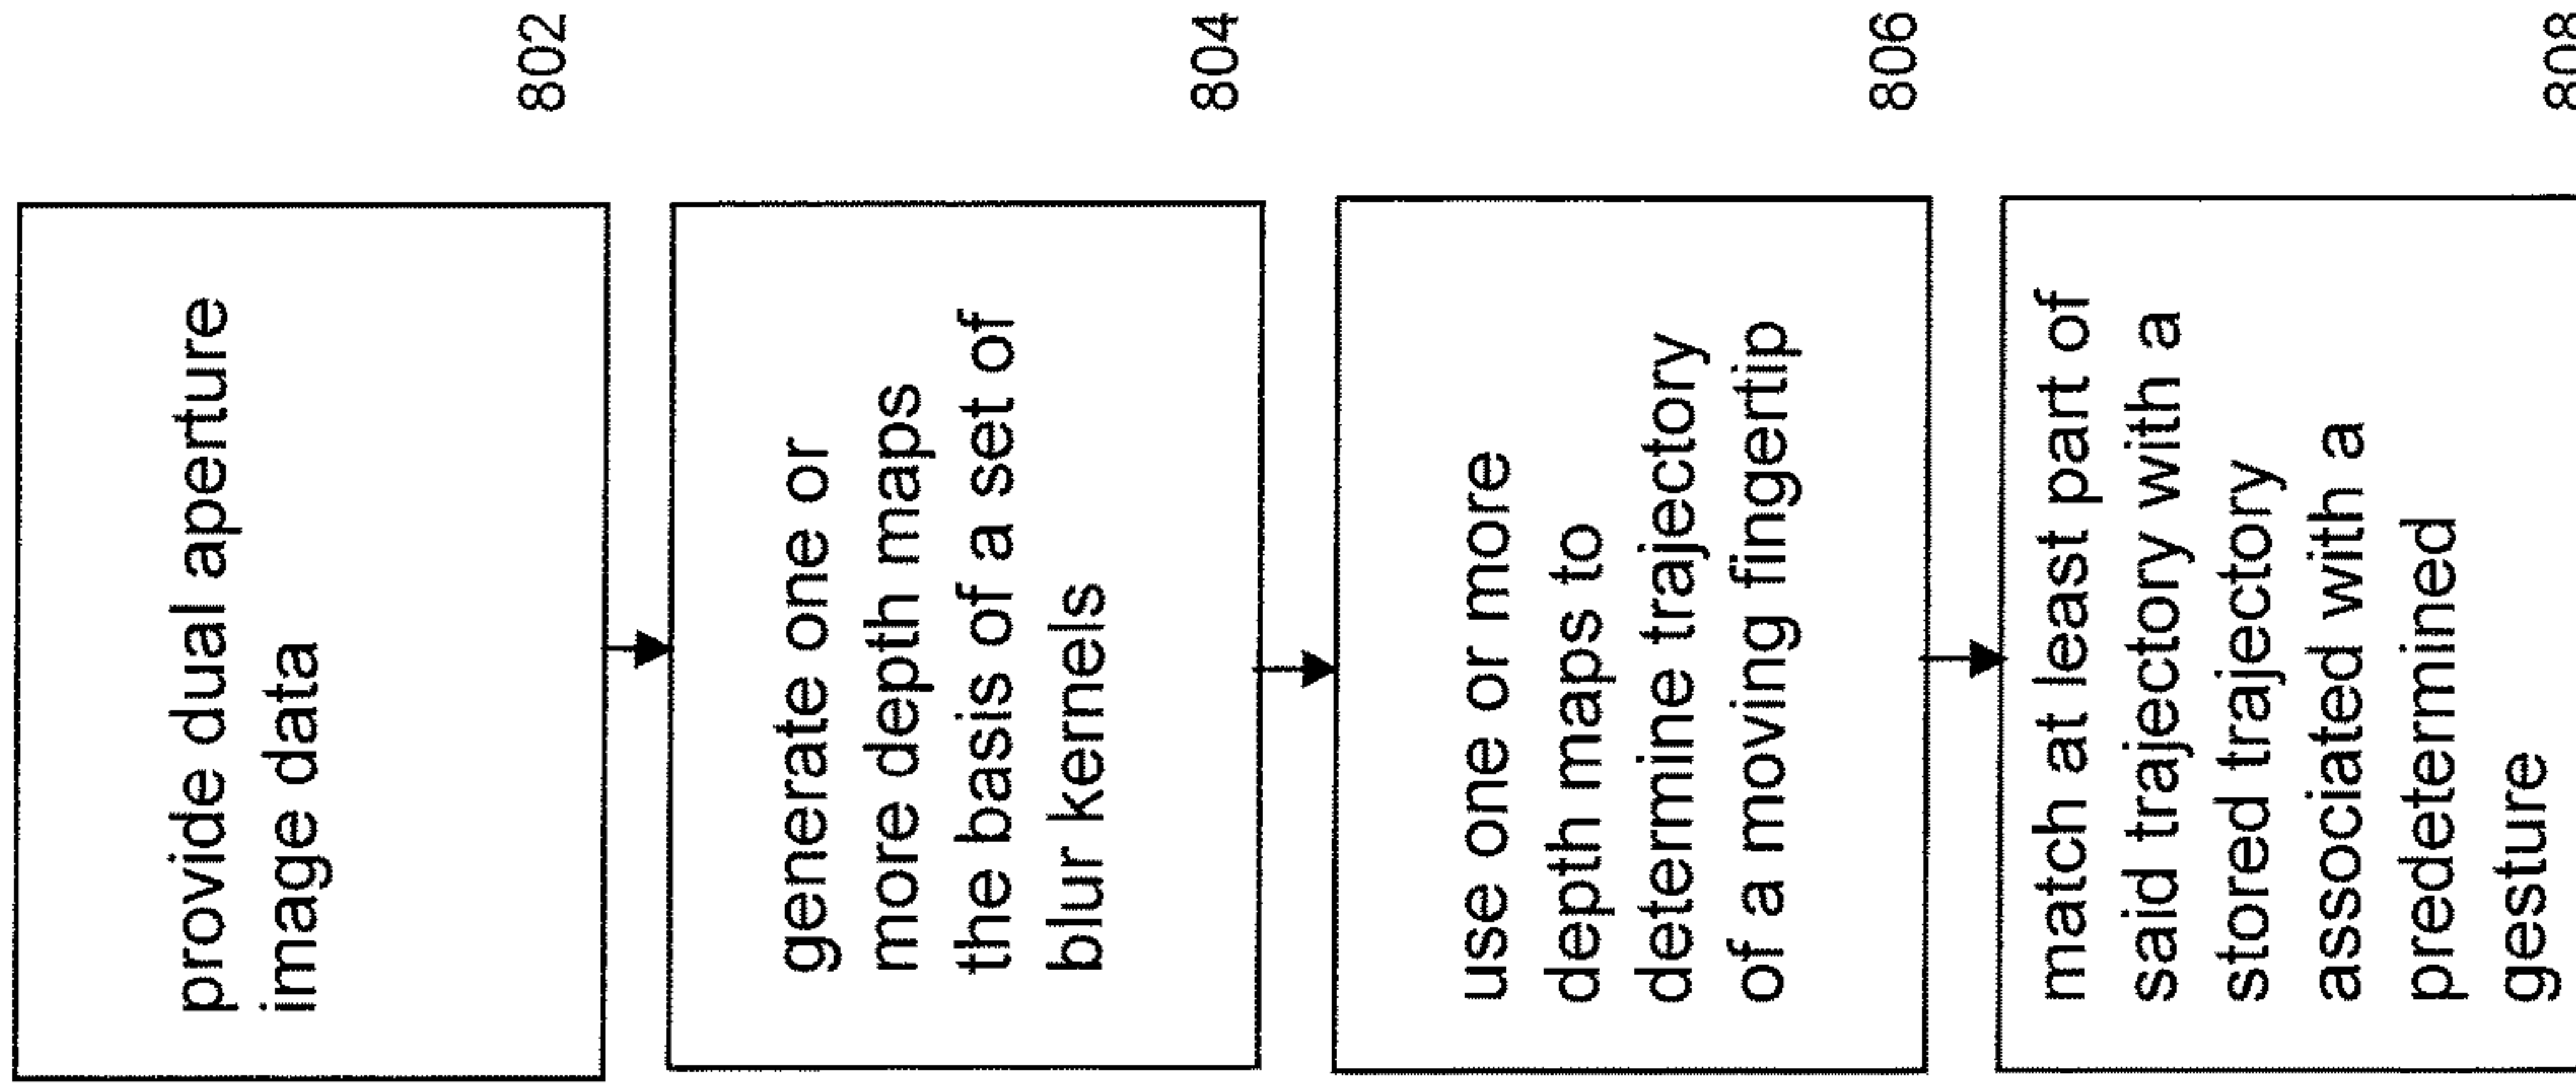 provide dual aperture
image data
802
generate one or
more depth maps
the basis of a set of
blur kernels
804
use one or more
depth maps to
determine trajectory
of a moving fingertip
806
match at least part of
said trajectory with a
stored trajectory
associated with a
predetermined
gesture
808